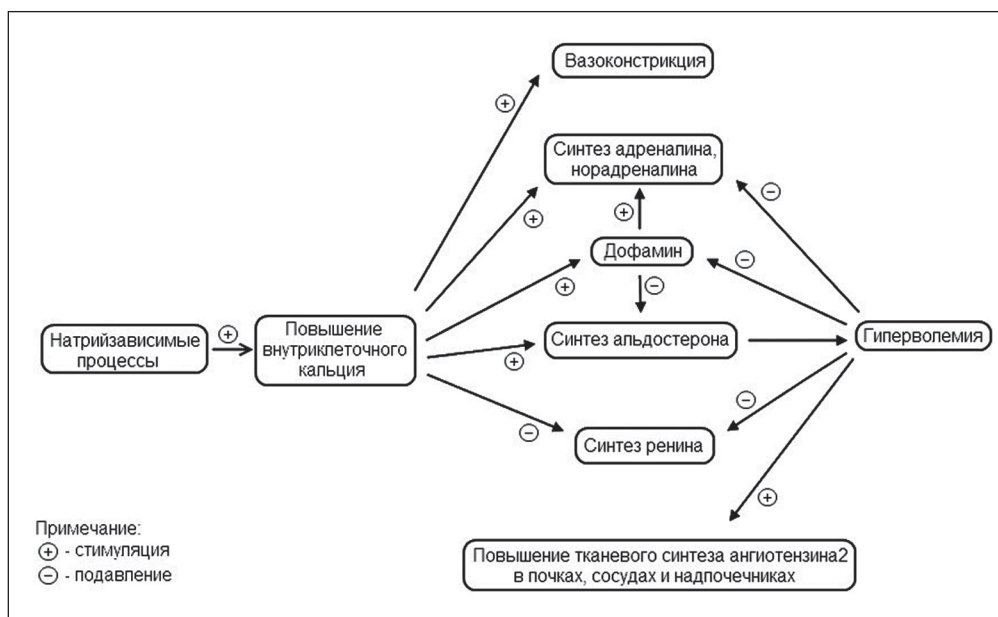 Вазоконстрикция
Синтез адреналина,
норадреналина
Дофамин
Натрийзависимые
процессы
Повышение
внутриклеточного
кальция
Синтез альдостерона
Гиперволемия
Синтез ренина
Повышение тканевого синтеза ангиотензина2
в почках, сосудах и надпочечниках
Примечание:
+ - стимуляция
− - подавление